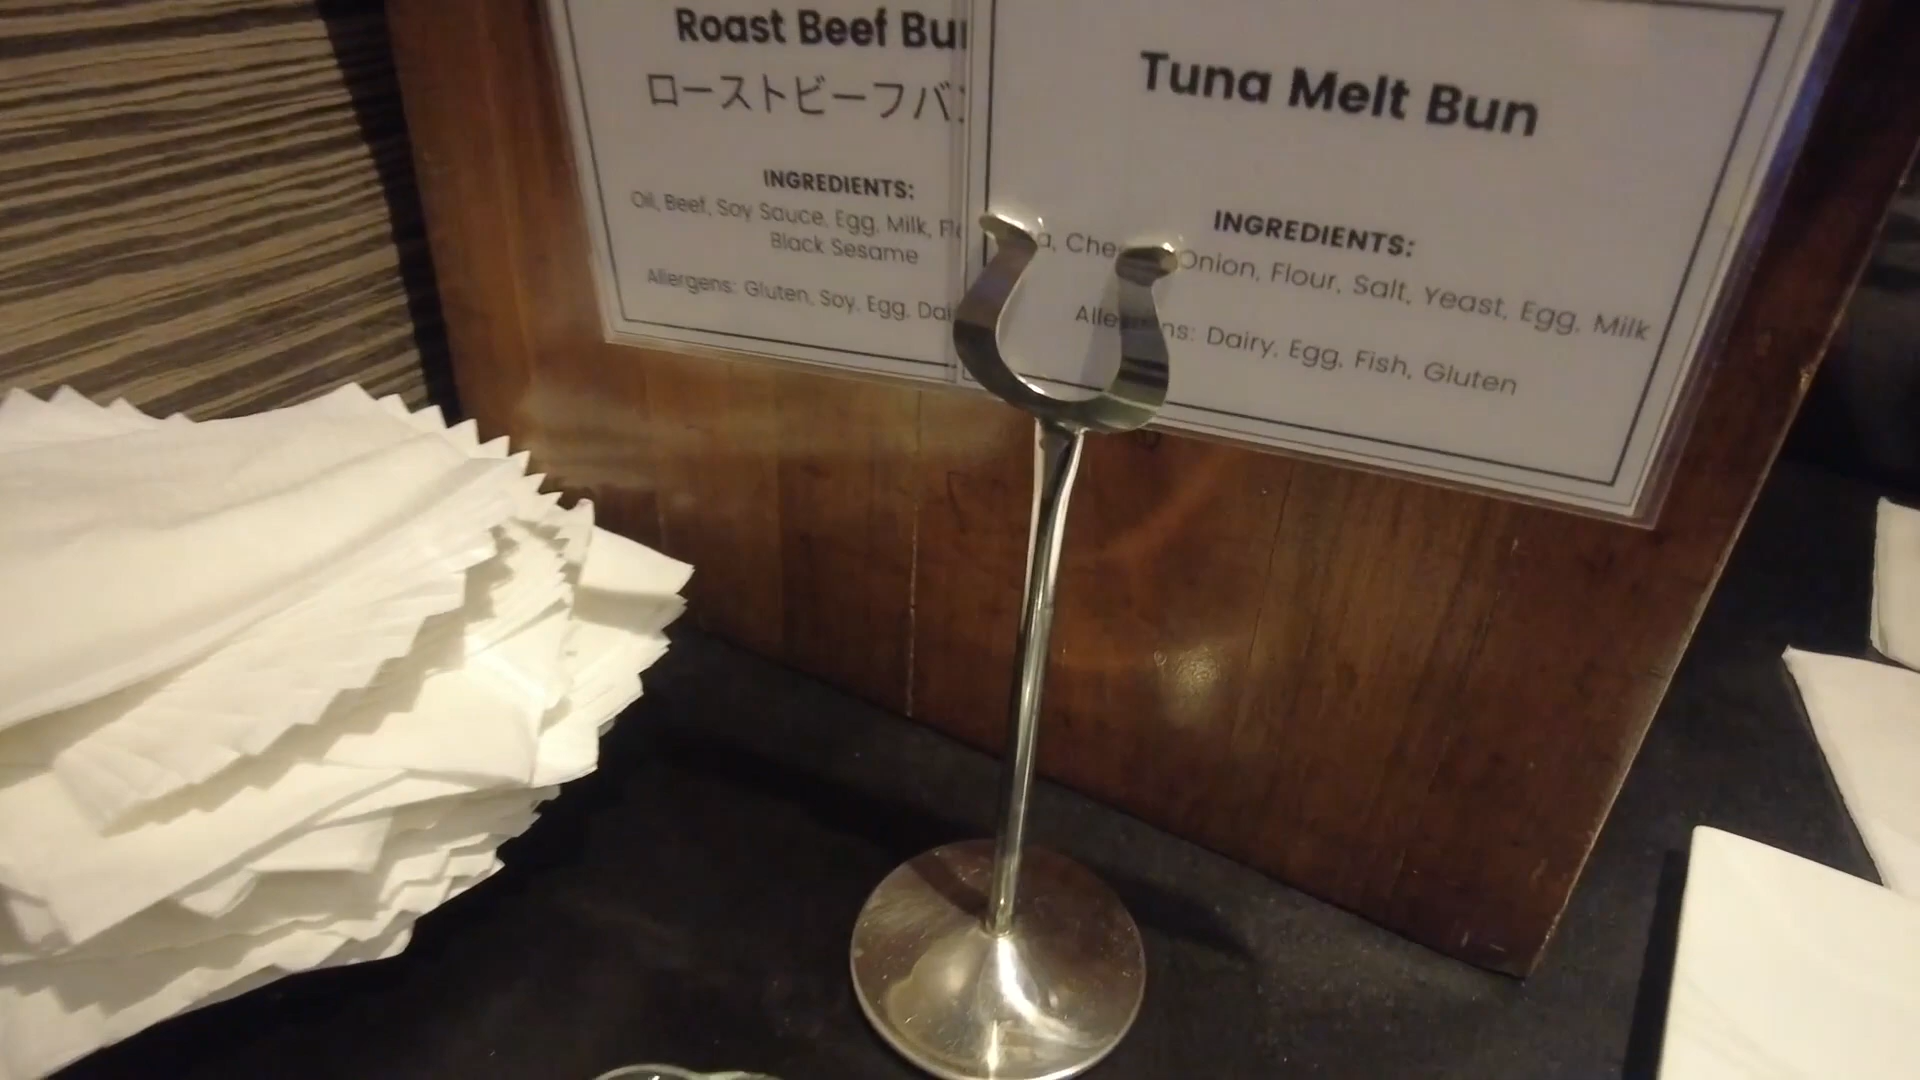 Roast Beef
ローストビーフバ
INGREDIENTS:
Oil, Beef, Soy Sauce, Egg, Milk,
Black Sesame
Allergens: Gluten, Soy, Egg,
Tuna Melt Bun
INGREDIENTS:
Onion, Flour, Salt, Yeast, Egg, Milk
Dairy, Egg, Fish, Gluten